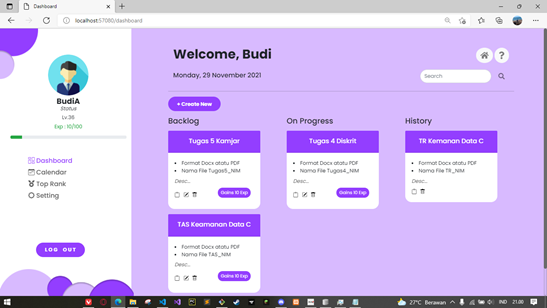 Dashboard
localhost:57080/dashboard
BudiA
Status
Lv.36
Exp : 10/100
Dashboard
Calendar
Top Rank
Setting
LOG OUT
Welcome, Budi
Monday, 29 November 2021
Search
+ Create New
Backlog
On Progress
History
Tugas 5 Komjar
Format Docx atatu PDF
Nama File Tugas5_NIM
Desc...
Gains 10 Exp
Tugas 4 Diskrit
Format Docx atatu PDF
Nama File Tugas4_NIM
Desc...
Gains 10 Exp
TR Kemanan Data C
Format Docx atatu PDF
Nama File TR_NIM
Desc...
TAS Keamanan Data C
Format Docx atatu PDF
Nama File TAS_NIM
Desc...
Gains 10 Exp
27°C Berawan
IND
21.00